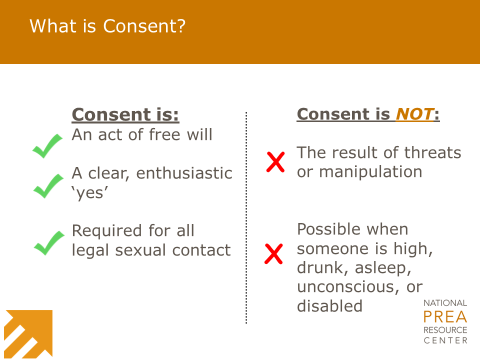 What is Consent?
Consent is:
An act of free will
A clear, enthusiastic
‘yes’
Required for all
legal sexual contact
Consent is NOT:
The result of threats
or manipulation
Possible when
someone is high,
drunk, asleep,
unconscious, or
disabled
NATIONAL
PREA
RESOURCE
CENTER